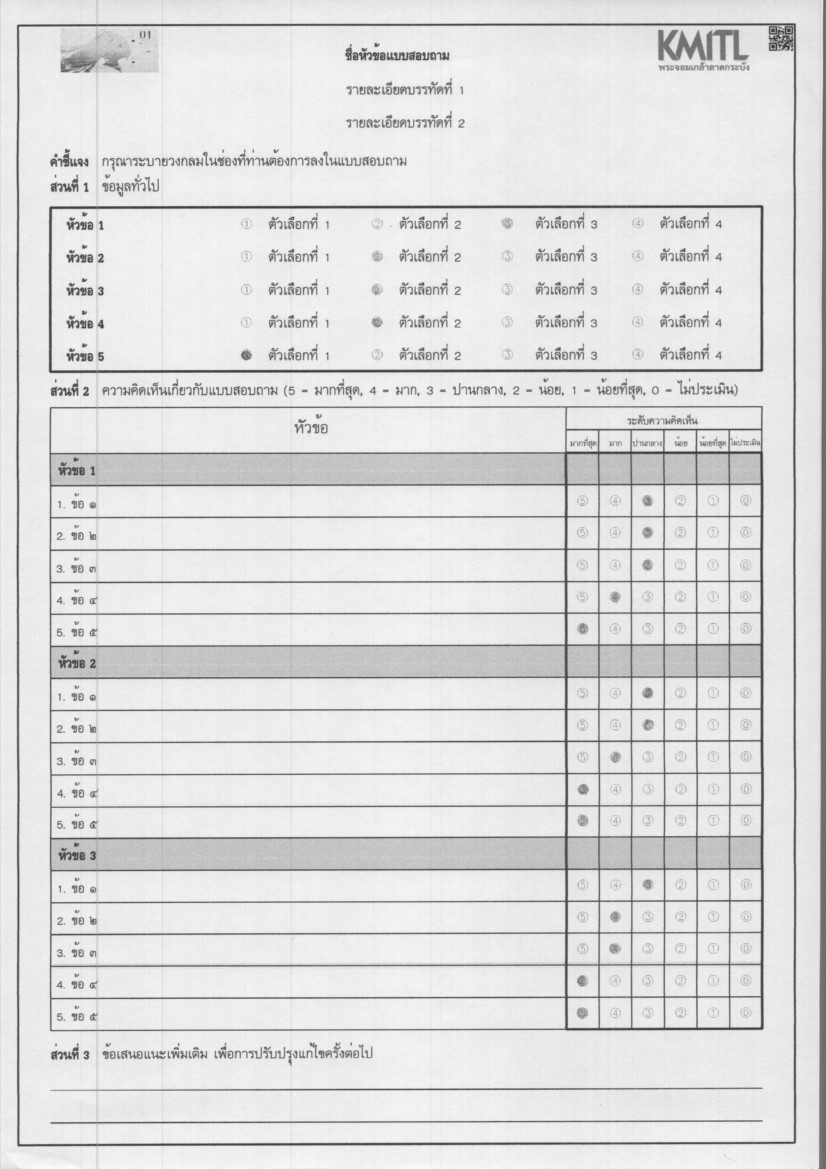 01
KMITL
พระจอมเกล้าลาดกระบัง
ชื่อหัวข้อแบบสอบถาม
รายละเอียดบรรทัดที่ 1
รายละเอียดบรรทัดที่ 2
คำชี้แจง กรุณาระบายวงกลมในช่องที่ท่านต้องการลงในแบบสอบถาม
ส่วนที่ 1 ข้อมูลทั่วไป
หัวข้อ 1 ① ตัวเลือกที่ 1 ② ตัวเลือกที่ 2 ตัวเลือกที่ 3 ④ ตัวเลือกที่ 4
หัวข้อ 2 ① ตัวเลือกที่ 1 ตัวเลือกที่ 2 ③ ตัวเลือกที่ 3 ④ ตัวเลือกที่ 4
หัวข้อ 3 ① ตัวเลือกที่ 1 ตัวเลือกที่ 2 ③ ตัวเลือกที่ 3 ④ ตัวเลือกที่ 4
หัวข้อ 4 ① ตัวเลือกที่ 1 ตัวเลือกที่ 2 ③ ตัวเลือกที่ 3 ④ ตัวเลือกที่ 4
หัวข้อ 5 ตัวเลือกที่ 1 ② ตัวเลือกที่ 2 ③ ตัวเลือกที่ 3 ④ ตัวเลือกที่ 4
ส่วนที่ 2 ความคิดเห็นเกี่ยวกับแบบสอบถาม (5 - มากที่สุด, 4 - มาก, 3 - ปานกลาง, 2 - น้อย, 1 - น้อยที่สุด, 0 - ไม่ประเมิน)
หัวข้อ ระดับความคิดเห็น
มากที่สุด มาก ปานกลาง น้อย น้อยที่สุด ไม่ประเมิน
หัวข้อ 1
1. ข้อ ๑ ⑤ ④ ② ① ⓪
2. ข้อ ๒ ⑤ ④ ② ① ⓪
3. ข้อ ๓ ⑤ ④ ② ① ⓪
4. ข้อ ๔ ⑤ ③ ② ① ⓪
5. ข้อ ๕ ④ ③ ② ① ⓪
หัวข้อ 2
1. ข้อ ๑ ⑤ ④ ② ① ⓪
2. ข้อ ๒ ⑤ ④ ② ① ⓪
3. ข้อ ๓ ⑤ ③ ② ① ⓪
4. ข้อ ๔ ④ ③ ② ① ⓪
5. ข้อ ๕ ④ ③ ② ① ⓪
หัวข้อ 3
1. ข้อ ๑ ⑤ ④ ② ① ⓪
2. ข้อ ๒ ⑤ ③ ② ① ⓪
3. ข้อ ๓ ⑤ ③ ② ① ⓪
4. ข้อ ๔ ④ ③ ② ① ⓪
5. ข้อ ๕ ④ ③ ② ① ⓪
ส่วนที่ 3 ข้อเสนอแนะเพิ่มเติม เพื่อการปรับปรุงแก้ไขครั้งต่อไป